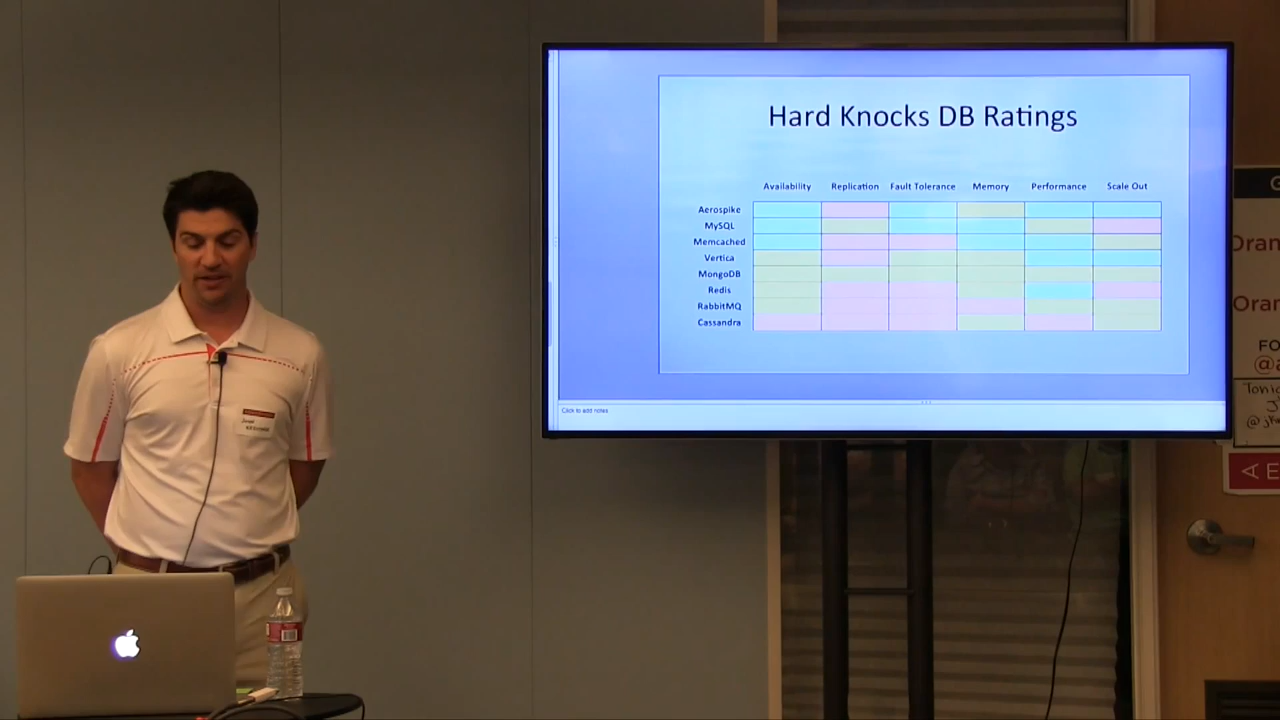 Hard Knocks DB Ratings
Availability Replication Fault Tolerance Memory Performance Scale Out
Aerospike
MySQL
Memcached
Vertica
MongoDB
Redis
RabbitMQ
Cassandra
Click to add notes
Oran
Oran
FO
Toni
J
A E